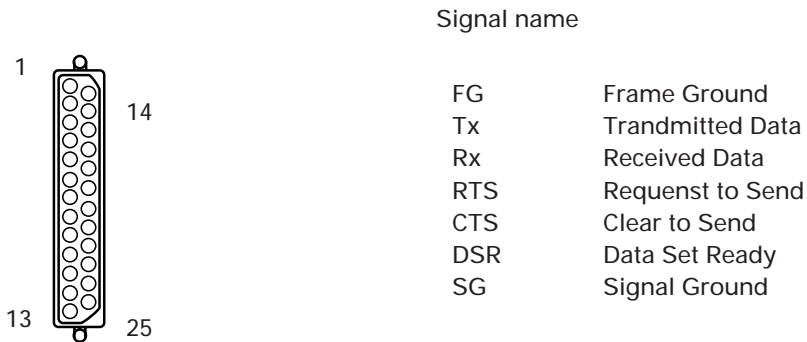 Signal name
1
14
13
25
FG Frame Ground
Tx Trandmitted Data
Rx Received Data
RTS Requenst to Send
CTS Clear to Send
DSR Data Set Ready
SG Signal Ground